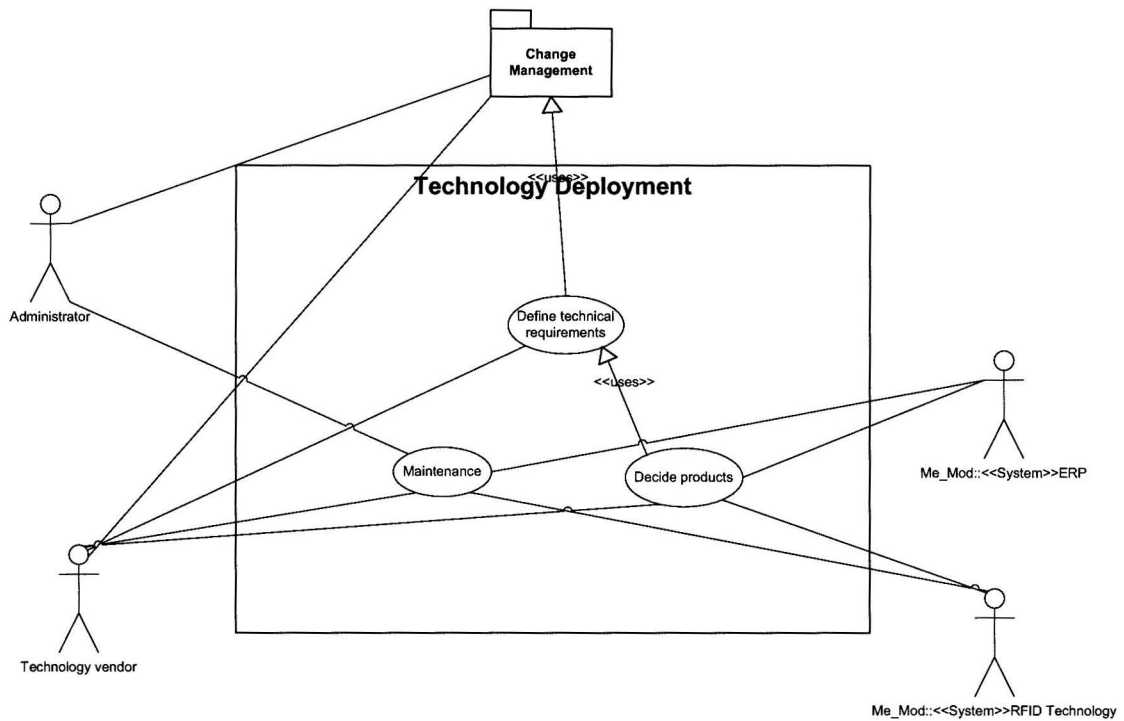 Change
Management
<<uses>>
Technology Deployment
Administrator
Define technical
requirements
<<uses>>
Maintenance
Decide products
Me_Mod::<<System>>ERP
Technology vendor
Me_Mod::<<System>>RFID Technology